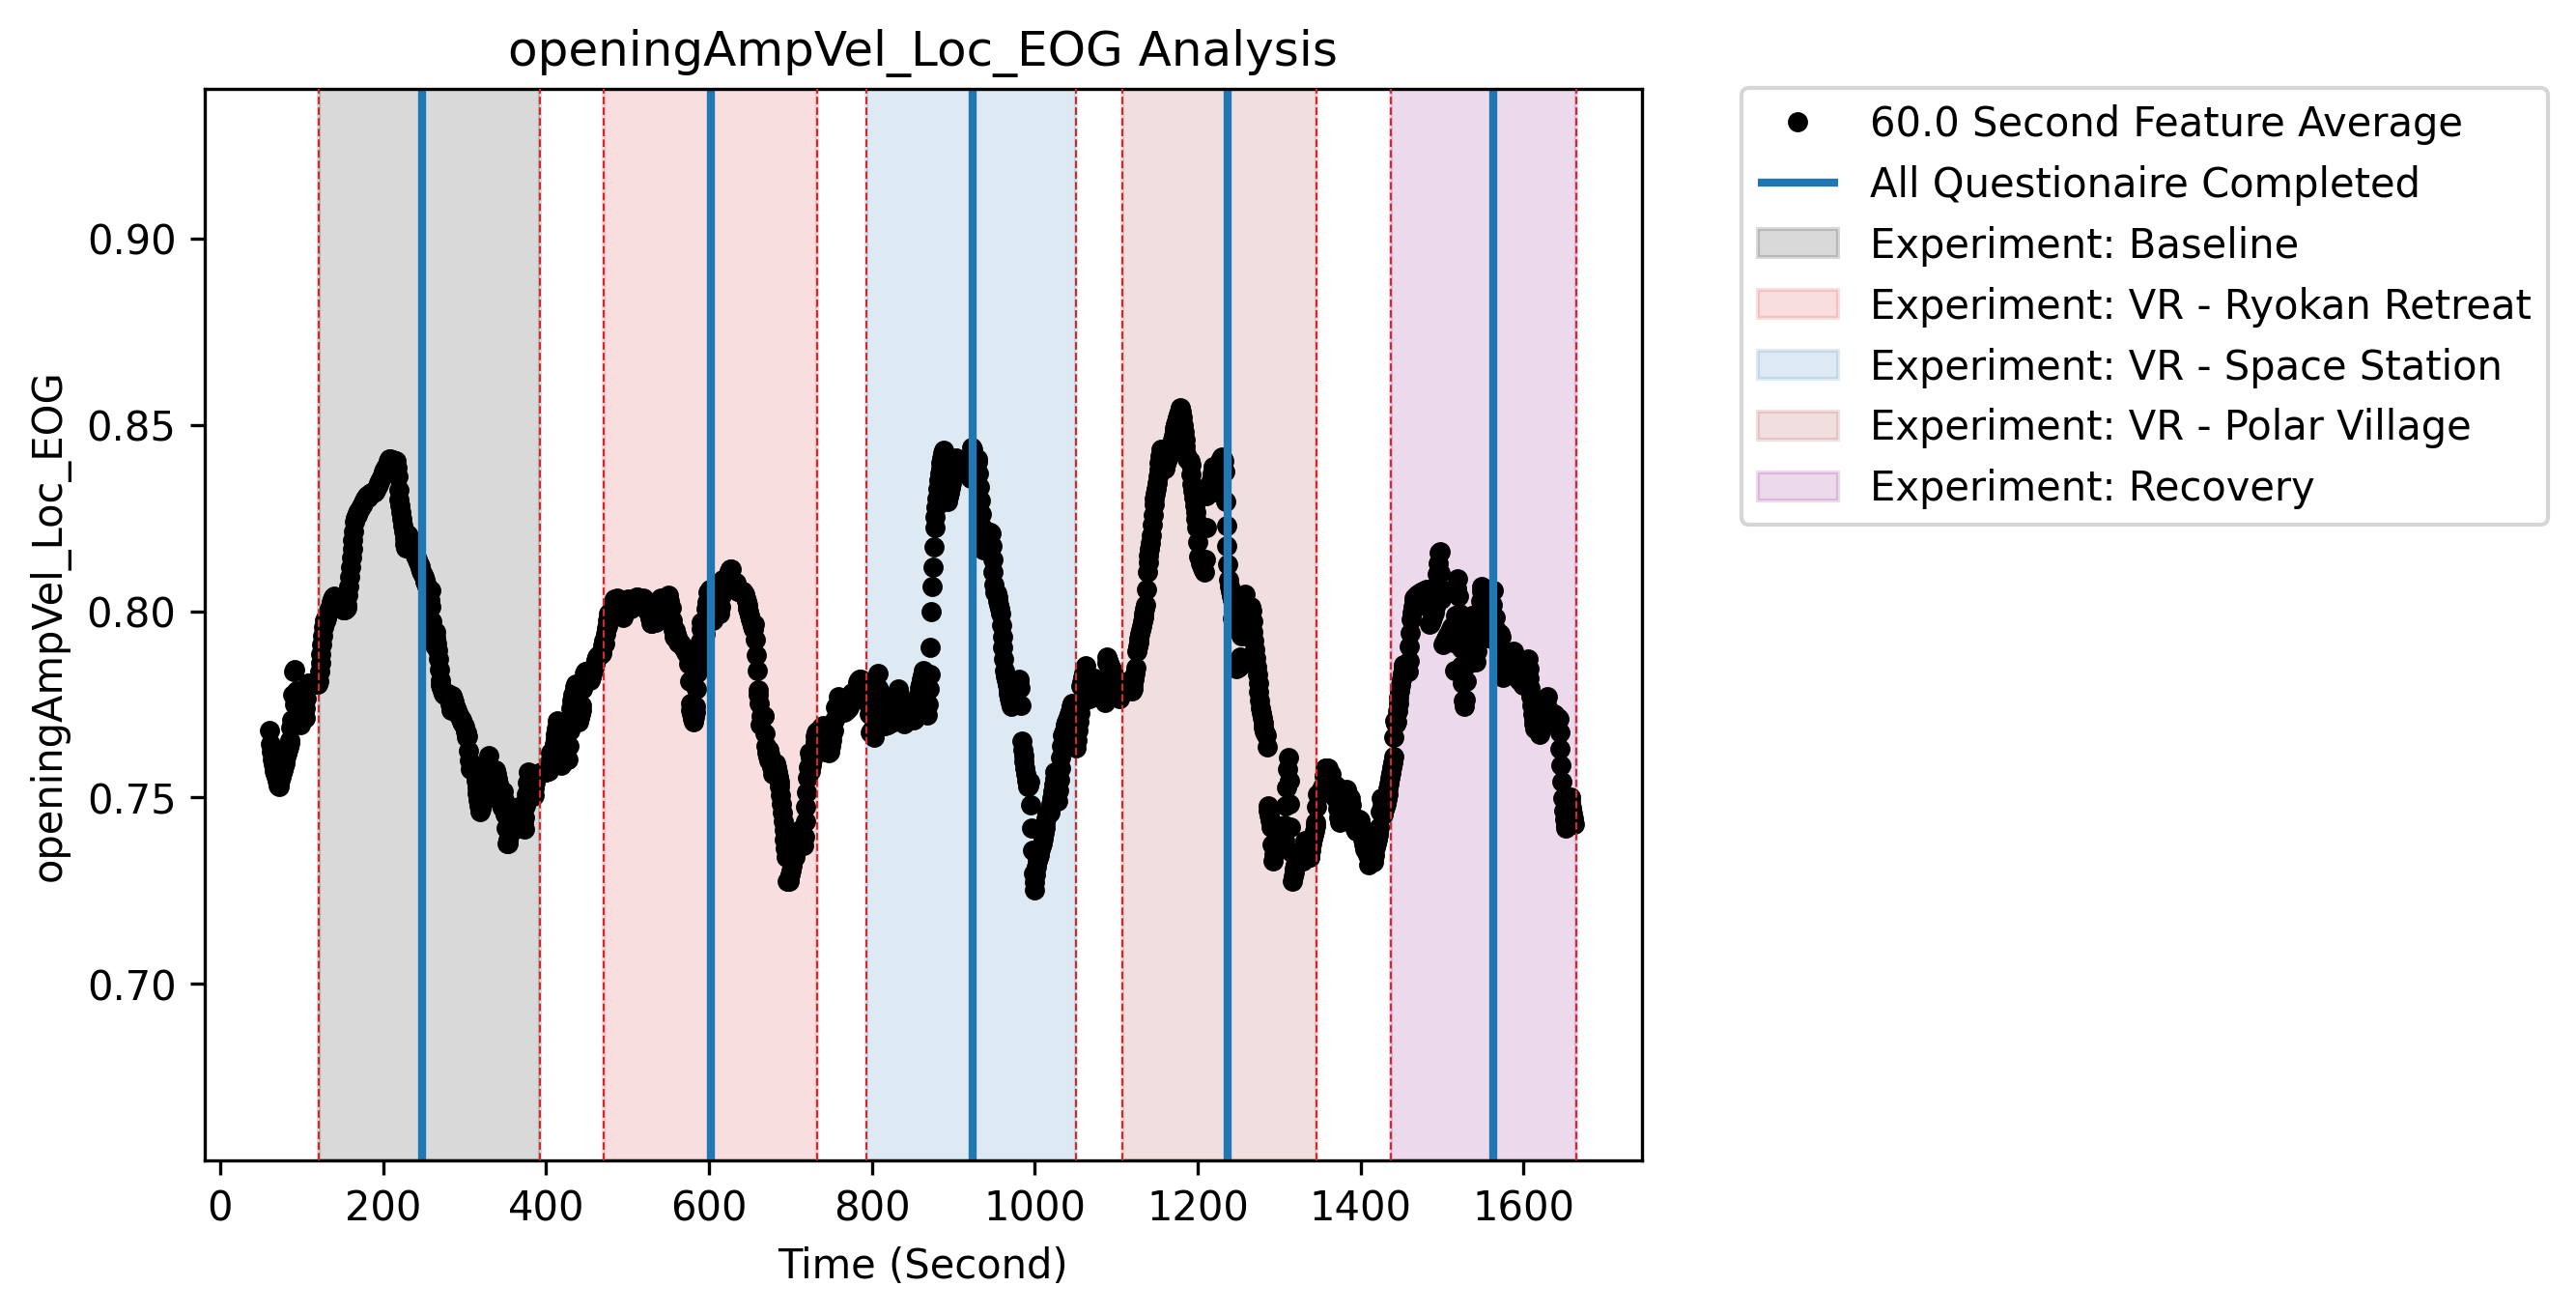 openingAmpVel_Loc_EOG Analysis
openingAmpVel_Loc_EOG
0.90
0.85
0.80
0.75
0.70
0 200 400 600 800 1000 1200 1400 1600
Time (Second)
60.0 Second Feature Average
All Questionaire Completed
Experiment: Baseline
Experiment: VR - Ryokan Retreat
Experiment: VR - Space Station
Experiment: VR - Polar Village
Experiment: Recovery